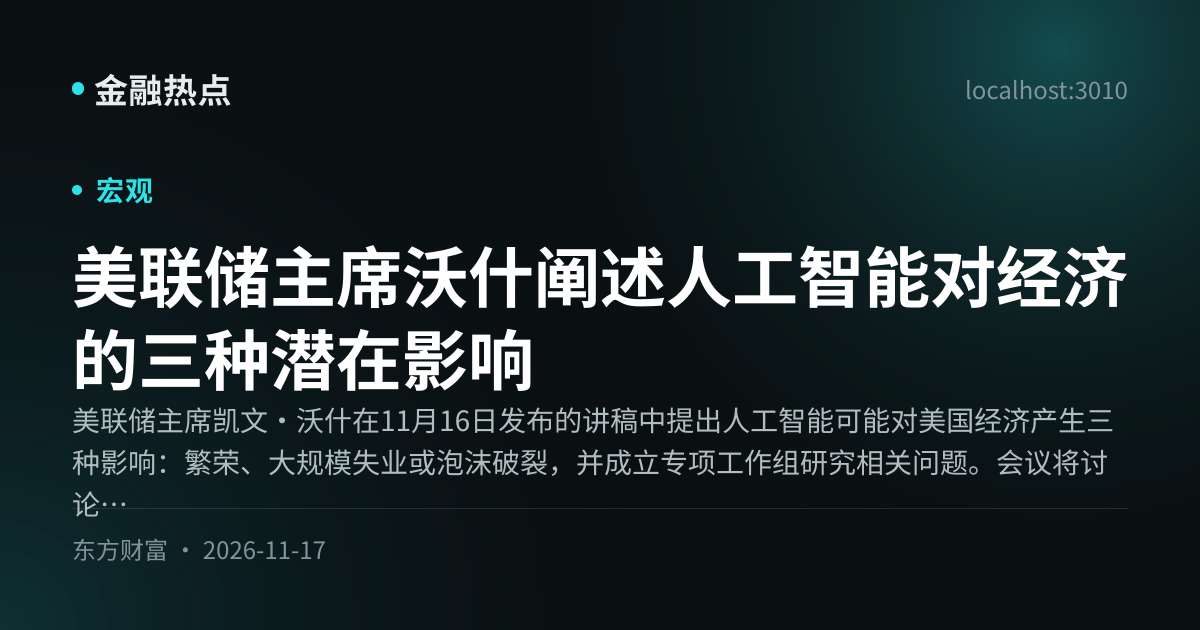 金融热点
localhost:3010
宏观
美联储主席沃什阐述人工智能对经济
的三种潜在影响
美联储主席凯文·沃什在11月16日发布的讲稿中提出人工智能可能对美国经济产生三
种影响：繁荣、大规模失业或泡沫破裂，并成立专项工作组研究相关问题。会议将讨
论…
东方财富 · 2026-11-17